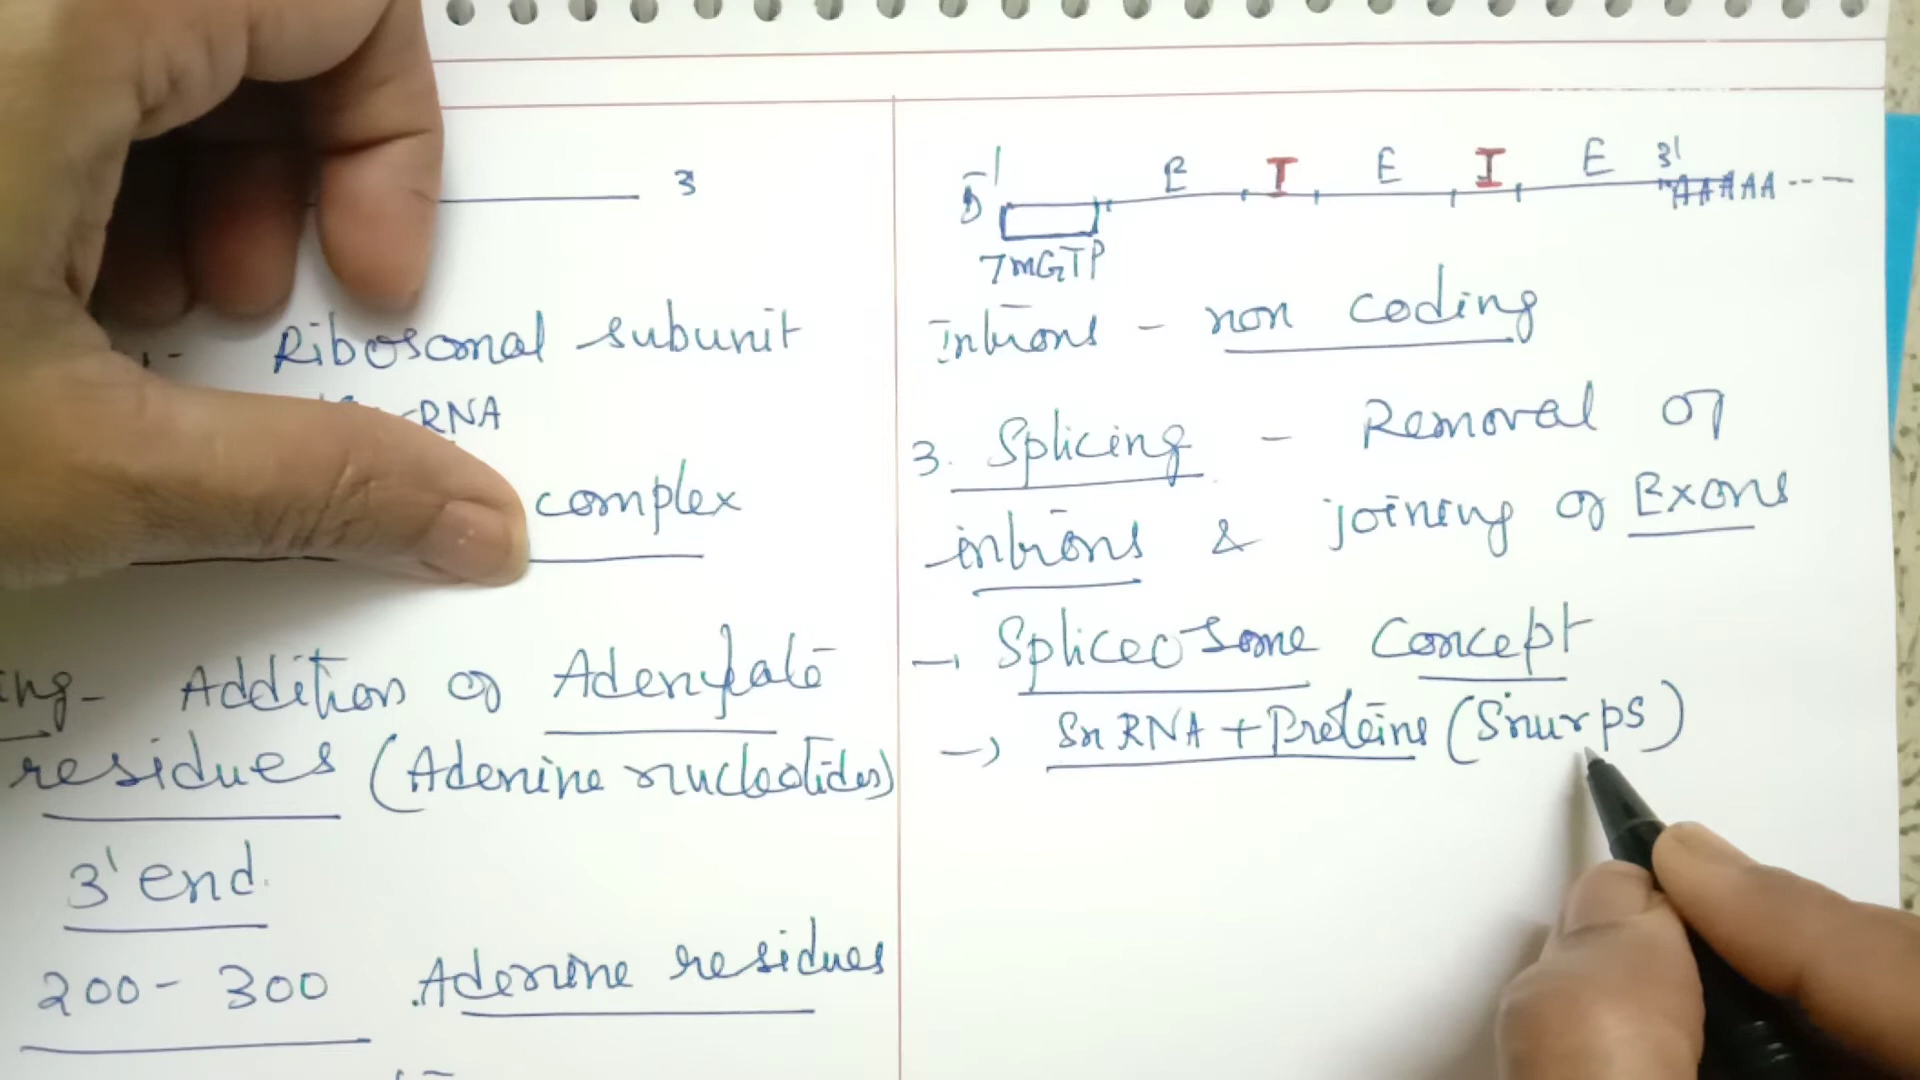 3
Ribosomal subunit
RNA
complex
ing- Addition of Adenylate
residues (Adenine nucleotides)
3' end.
200 - 300 Adenine residues
5' E I E I E 3' AAAAA ----
7mGTP
Introns - non coding
3. Splicing - Removal of
introns & joining of Exons
→ Spliceosome Concept
→ Sn RNA + Proteins (Snurps)